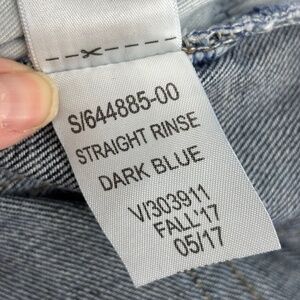 S/644885-00
STRAIGHT RINSE
DARK BLUE
V/303911
FALL'17
05/17